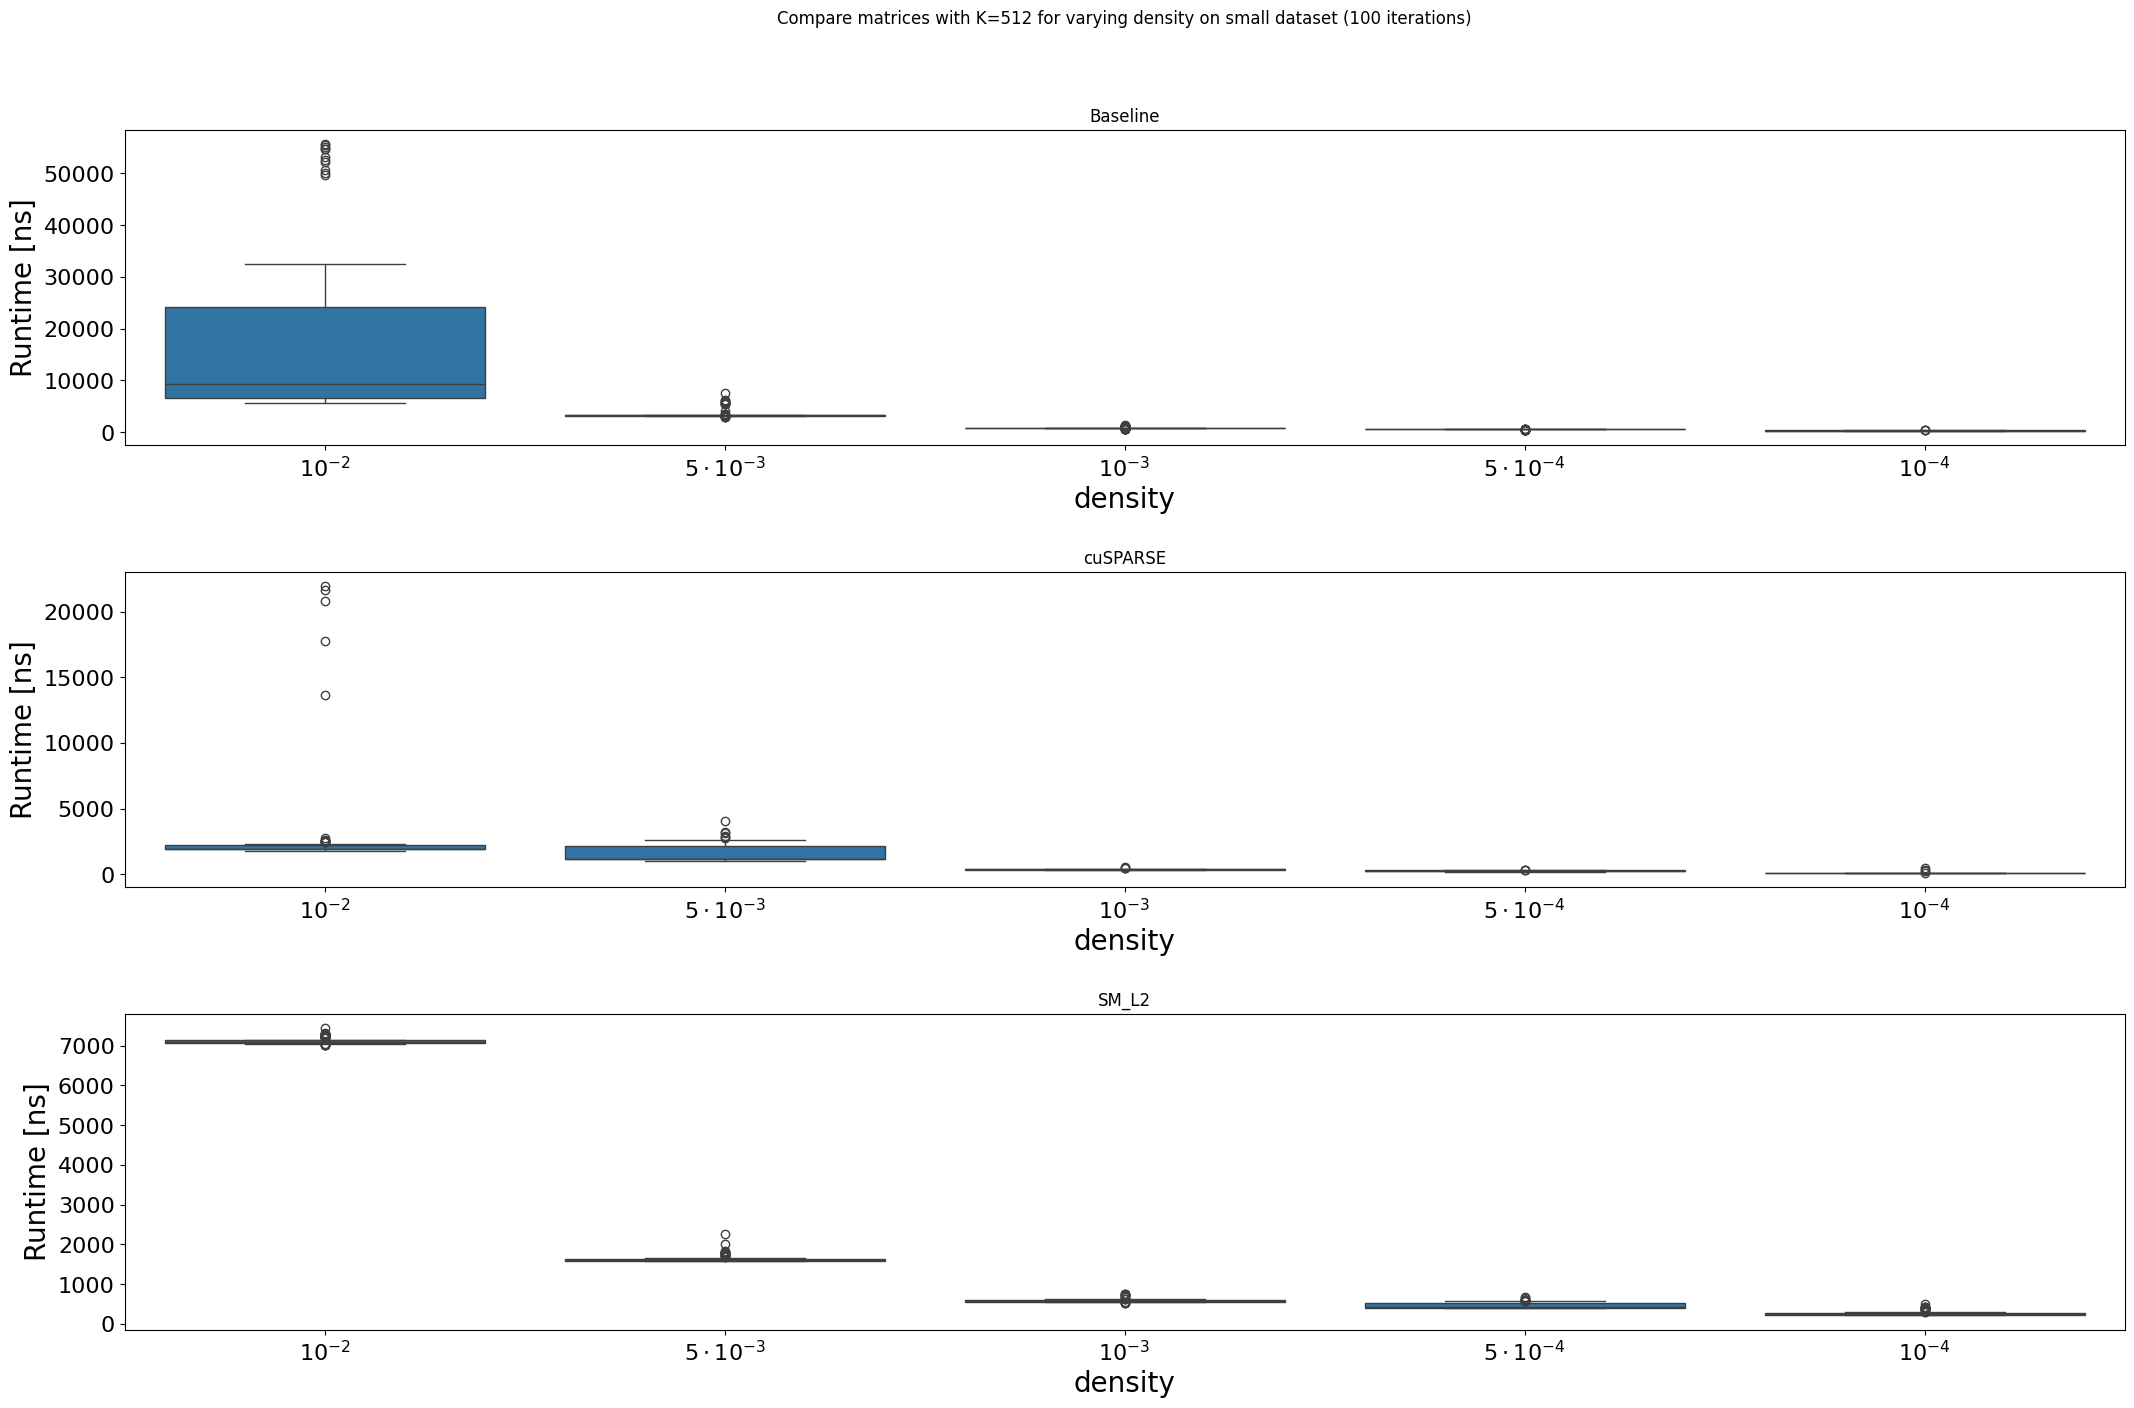 Compare matrices with K=512 for varying density on small dataset (100 iterations)
Baseline
Runtime [ns]
50000
40000
30000
20000
10000
0
10⁻² 5 · 10⁻³ 10⁻³ 5 · 10⁻⁴ 10⁻⁴
density
cuSPARSE
Runtime [ns]
20000
15000
10000
5000
0
10⁻² 5 · 10⁻³ 10⁻³ 5 · 10⁻⁴ 10⁻⁴
density
SM_L2
Runtime [ns]
7000
6000
5000
4000
3000
2000
1000
0
10⁻² 5 · 10⁻³ 10⁻³ 5 · 10⁻⁴ 10⁻⁴
density